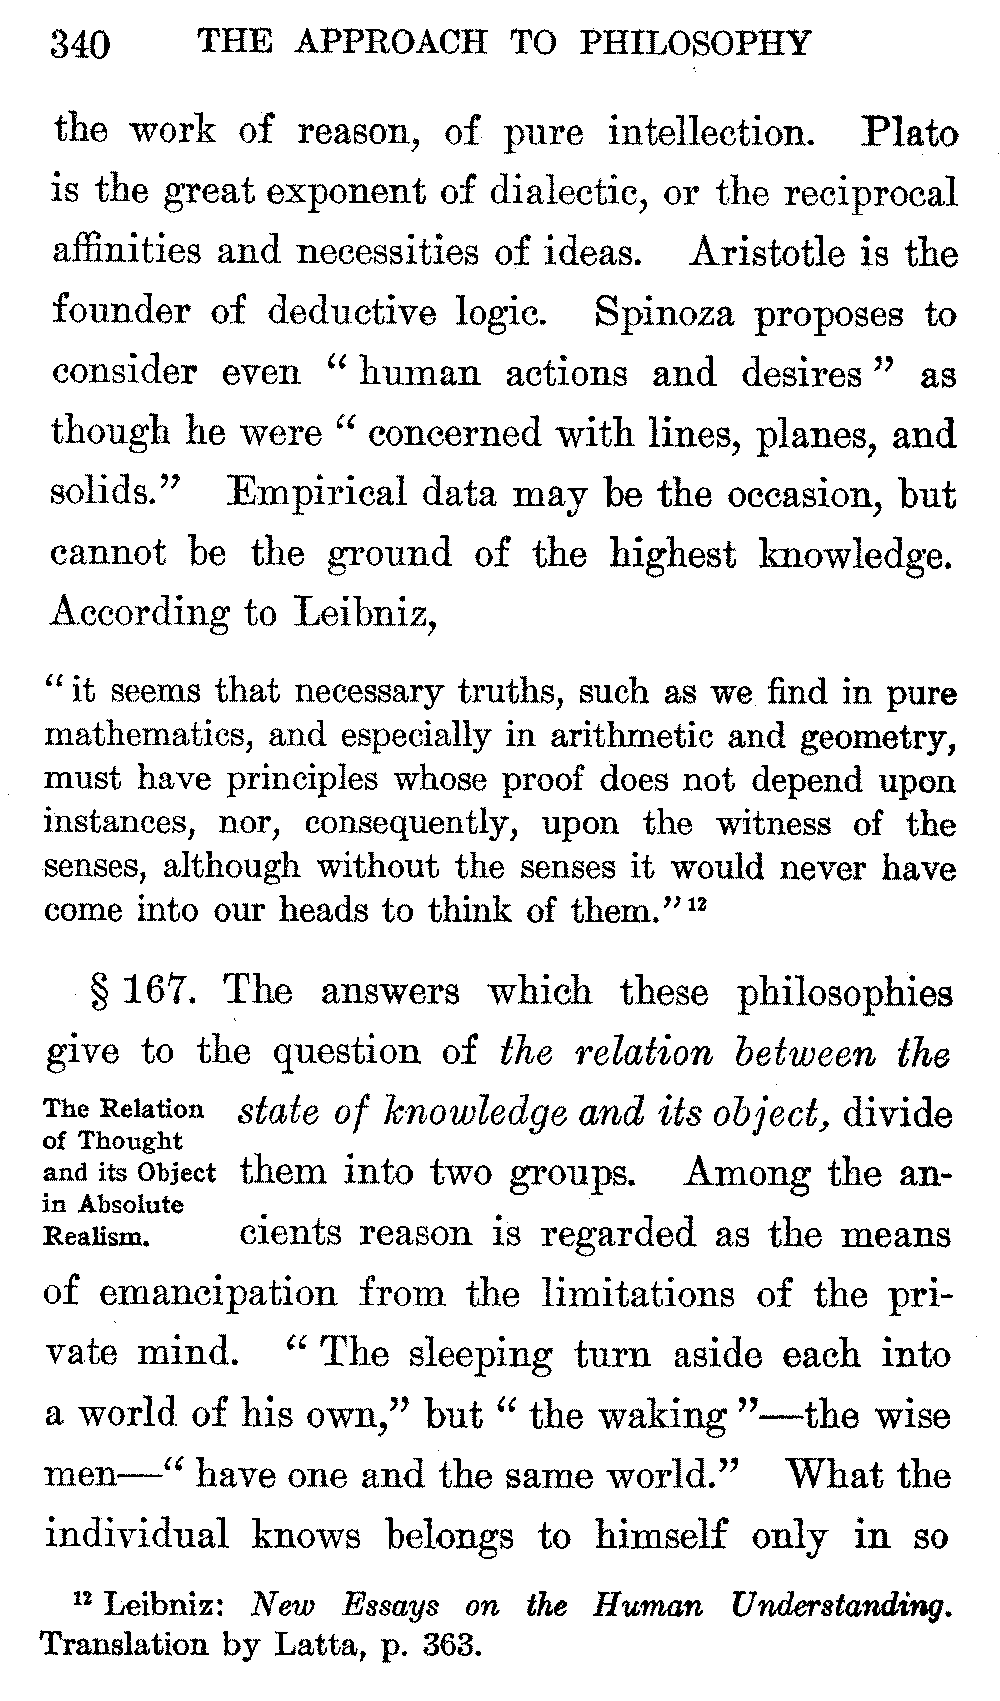 340 THE APPROACH TO PHILOSOPHY
the work of reason, of pure intellection. Plato
is the great exponent of dialectic, or the reciprocal
affinities and necessities of ideas. Aristotle is the
founder of deductive logic. Spinoza proposes to
consider even “ human actions and desires ” as
though he were “ concerned with lines, planes, and
solids.” Empirical data may be the occasion, but
cannot be the ground of the highest knowledge.
According to Leibniz,
“ it seems that necessary truths, such as we find in pure
mathematics, and especially in arithmetic and geometry,
must have principles whose proof does not depend upon
instances, nor, consequently, upon the witness of the
senses, although without the senses it would never have
come into our heads to think of them.” 12
§ 167. The answers which these philosophies
give to the question of the relation between the
The Relation
of Thought
and its Object
in Absolute
Realism.
state of knowledge and its object, divide
them into two groups. Among the an-
cients reason is regarded as the means
of emancipation from the limitations of the pri-
vate mind. “ The sleeping turn aside each into
a world of his own,” but “ the waking ”—the wise
men—“ have one and the same world.” What the
individual knows belongs to himself only in so
12 Leibniz: New Essays on the Human Understanding.
Translation by Latta, p. 363.